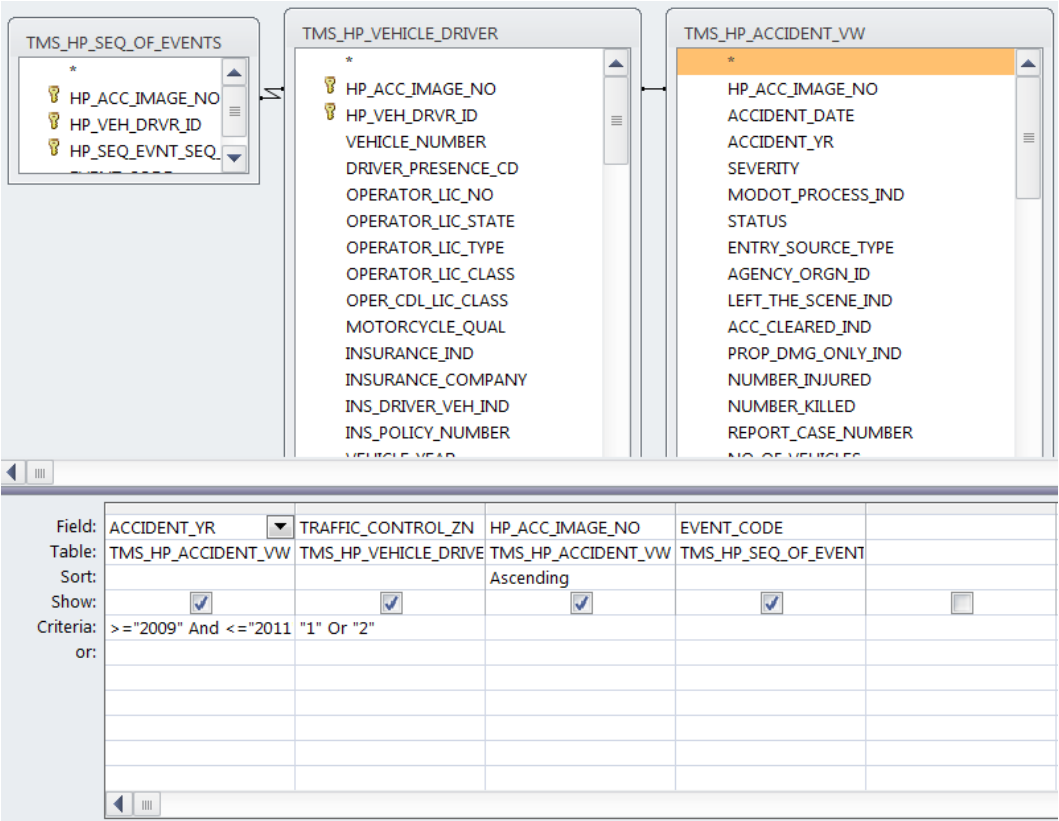 TMS_HP_SEQ_OF_EVENTS
*
HP_ACC_IMAGE_NO
HP_VEH_DRVR_ID
HP_SEQ_EVNT_SEQ_
TMS_HP_VEHICLE_DRIVER
*
HP_ACC_IMAGE_NO
HP_VEH_DRVR_ID
VEHICLE_NUMBER
DRIVER_PRESENCE_CD
OPERATOR_LIC_NO
OPERATOR_LIC_STATE
OPERATOR_LIC_TYPE
OPERATOR_LIC_CLASS
OPER_CDL_LIC_CLASS
MOTORCYCLE_QUAL
INSURANCE_IND
INSURANCE_COMPANY
INS_DRIVER_VEH_IND
INS_POLICY_NUMBER
TMS_HP_ACCIDENT_VW
*
HP_ACC_IMAGE_NO
ACCIDENT_DATE
ACCIDENT_YR
SEVERITY
MODOT_PROCESS_IND
STATUS
ENTRY_SOURCE_TYPE
AGENCY_ORGN_ID
LEFT_THE_SCENE_IND
ACC_CLEARED_IND
PROP_DMG_ONLY_IND
NUMBER_INJURED
NUMBER_KILLED
REPORT_CASE_NUMBER
Field: ACCIDENT_YR TRAFFIC_CONTROL_ZN HP_ACC_IMAGE_NO EVENT_CODE
Table: TMS_HP_ACCIDENT_VW TMS_HP_VEHICLE_DRIVE TMS_HP_ACCIDENT_VW TMS_HP_SEQ_OF_EVENT
Sort: Ascending
Show:
Criteria: >="2009" And <="2011 "1" Or "2"
or: